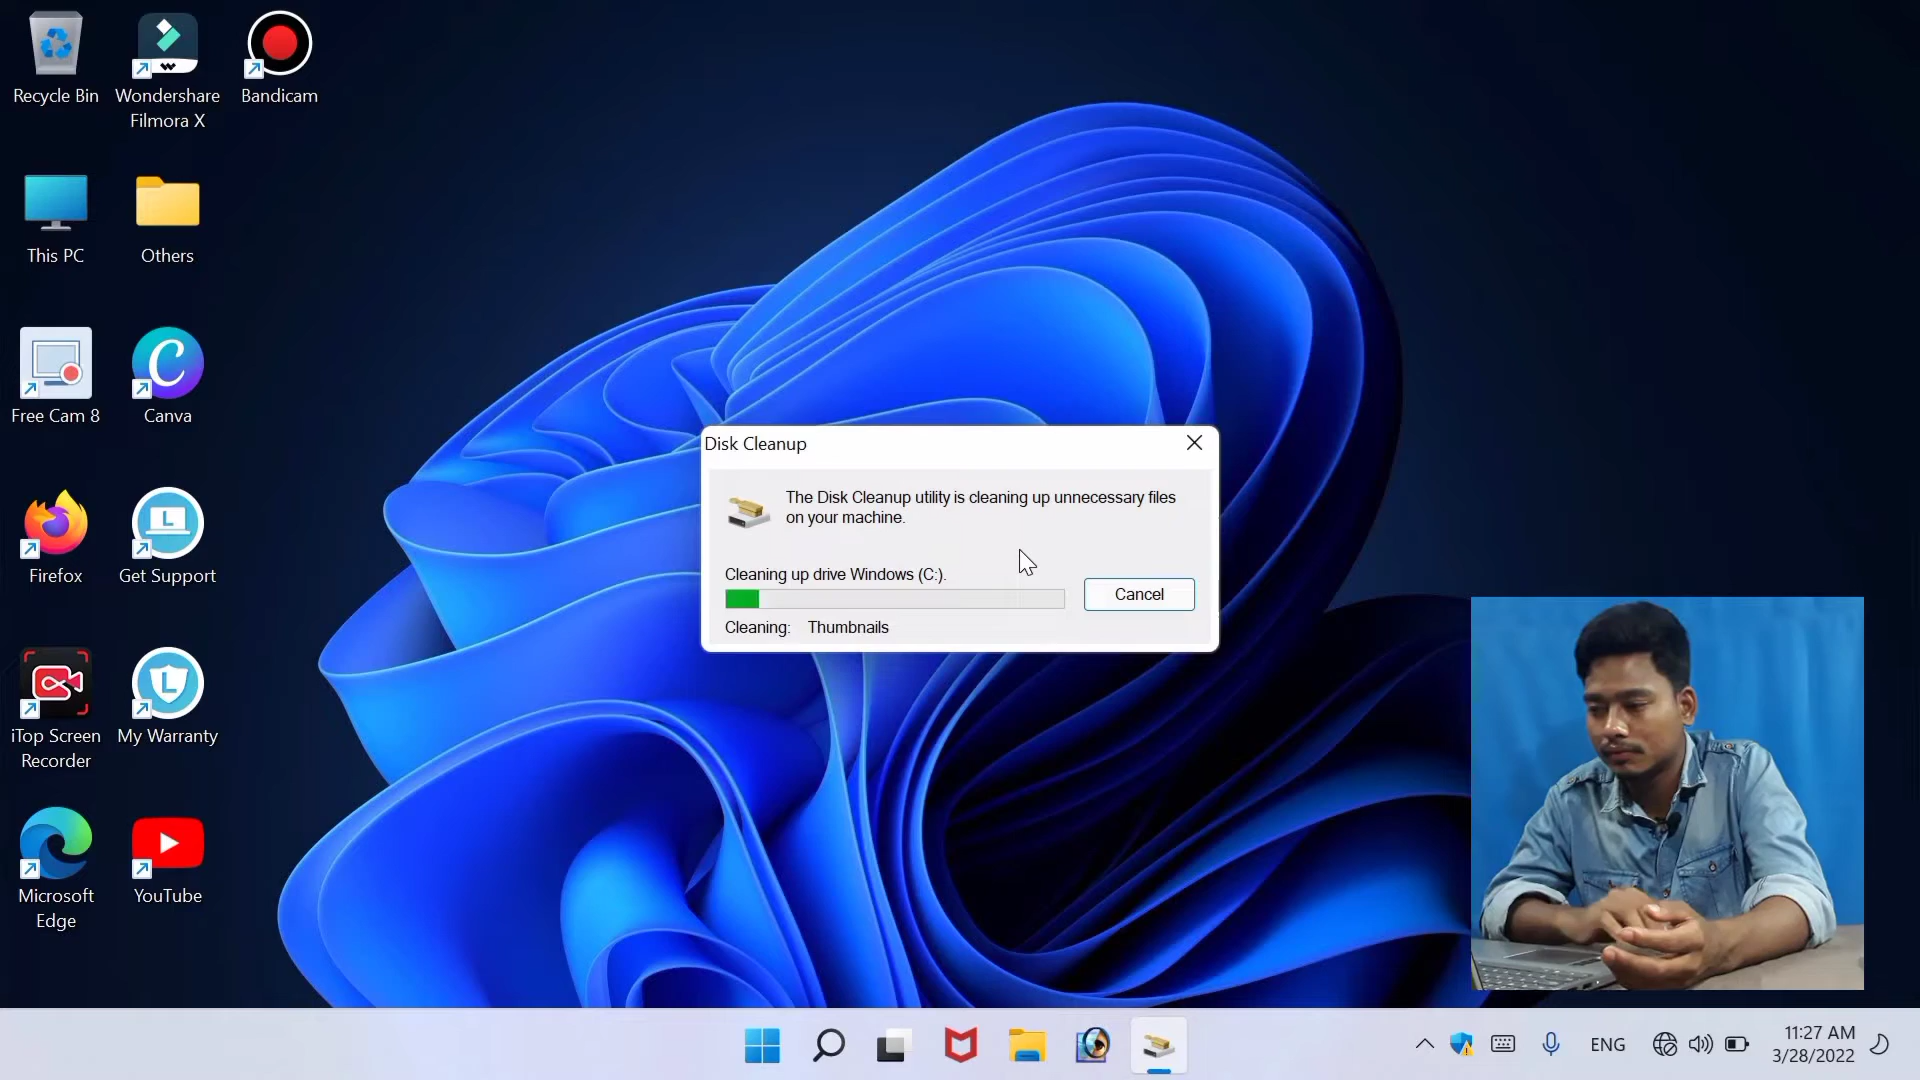 Recycle Bin
Wondershare
Filmora X
Bandicam
This PC
Others
Free Cam 8
Canva
Firefox
Get Support
iTop Screen
Recorder
My Warranty
Microsoft
Edge
YouTube
Disk Cleanup
The Disk Cleanup utility is cleaning up unnecessary files
on your machine.
Cleaning up drive Windows (C:).
Cancel
Cleaning: Thumbnails
ENG
11:27 AM
3/28/2022